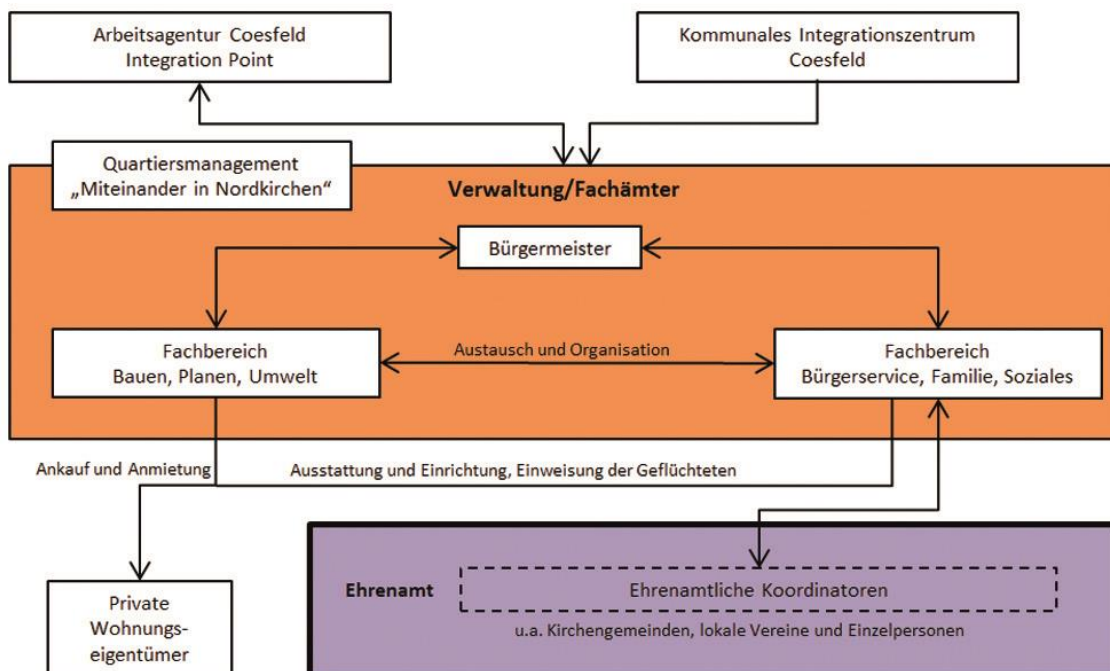 Arbeitsagentur Coesfeld
Integration Point
Kommunales Integrationszentrum
Coesfeld
Quartiersmanagement
„Miteinander in Nordkirchen“
Verwaltung/Fachämter
Bürgermeister
Fachbereich
Bauen, Planen, Umwelt
Austausch und Organisation
Fachbereich
Bürgerservice, Familie, Soziales
Ankauf und Anmietung
Ausstattung und Einrichtung, Einweisung der Geflüchteten
Private
Wohnungs-
eigentümer
Ehrenamt
Ehrenamtliche Koordinatoren
u.a. Kirchengemeinden, lokale Vereine und Einzelpersonen